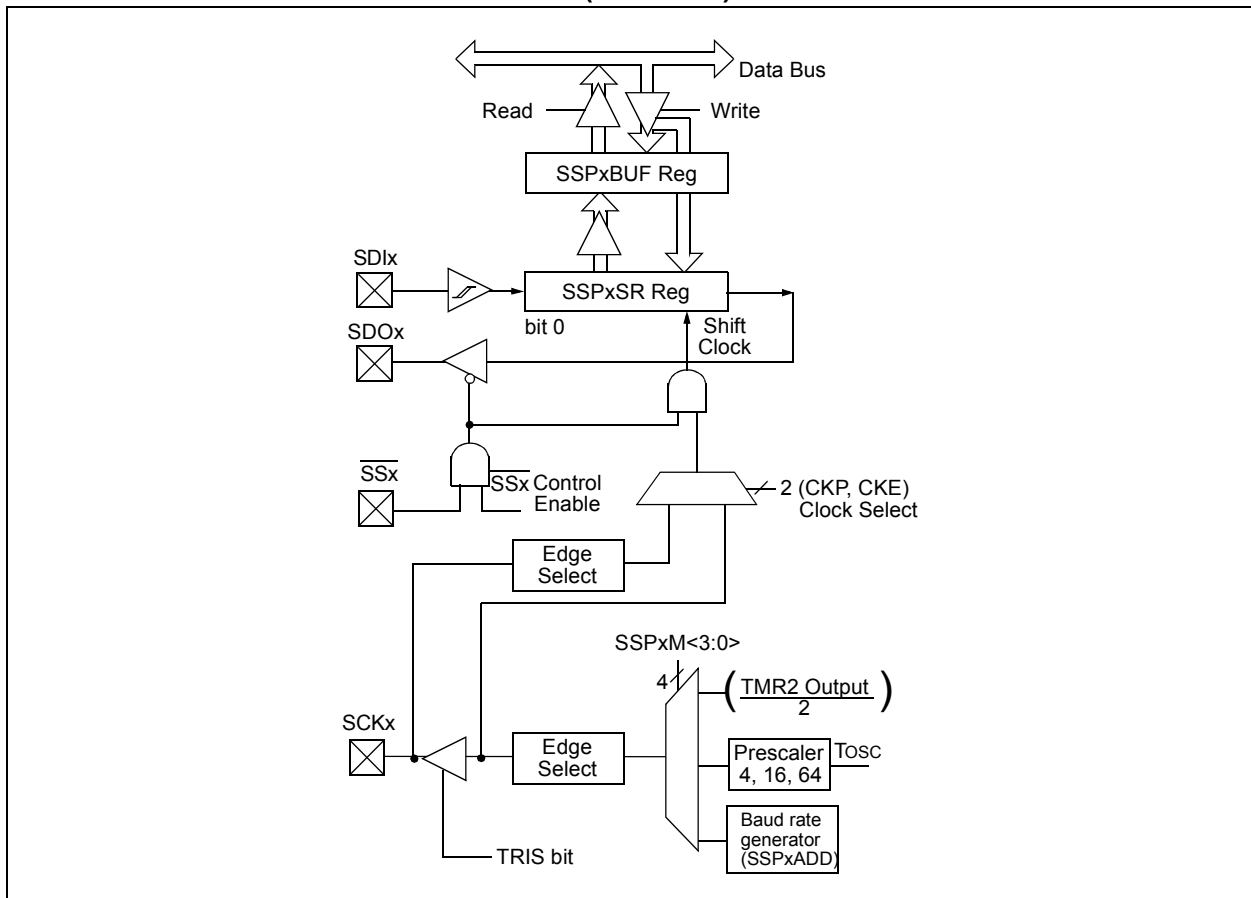 Data Bus
Read
Write
SSPxBUF Reg
SDIx
SSPxSR Reg
bit 0
Shift
Clock
SDOx
SSx
SSx Control
Enable
2 (CKP, CKE)
Clock Select
Edge
Select
SSPxM<3:0>
4
( TMR2 Output )
2
SCKx
Edge
Select
Prescaler
4, 16, 64
TOSC
Baud rate
generator
(SSPxADD)
TRIS bit